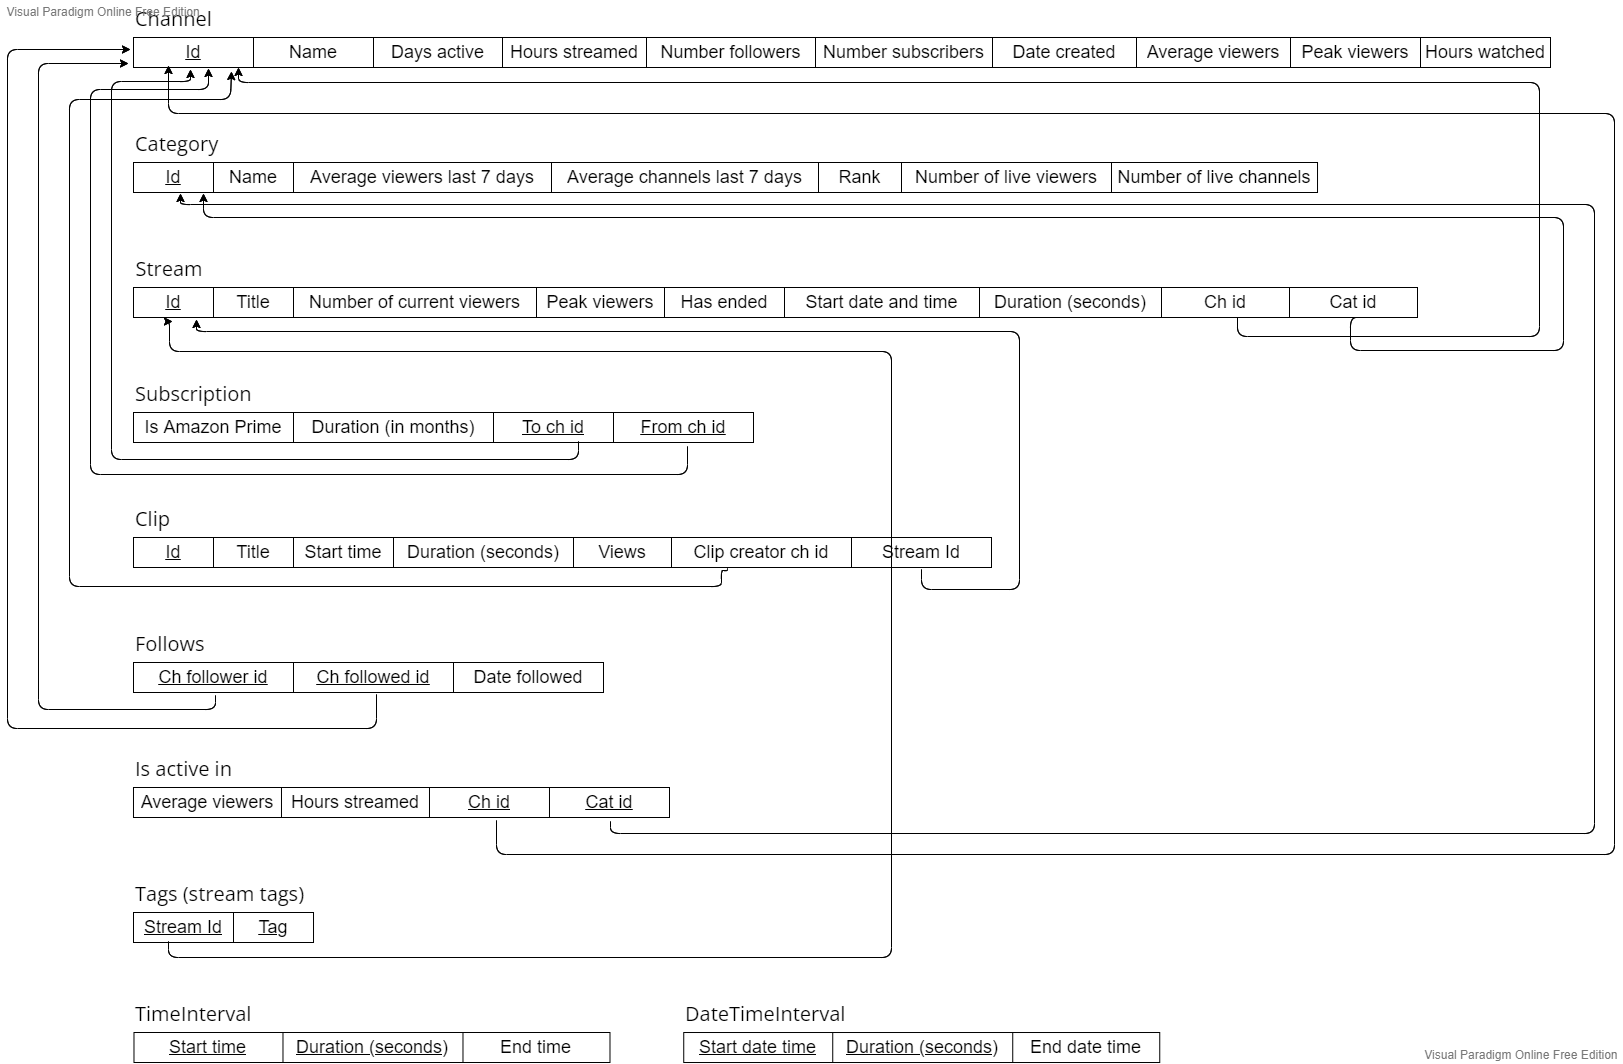 Visual Paradigm Online Free Edition
Channel
Id Name Days active Hours streamed Number followers Number subscribers Date created Average viewers Peak viewers Hours watched
Category
Id Name Average viewers last 7 days Average channels last 7 days Rank Number of live viewers Number of live channels
Stream
Id Title Number of current viewers Peak viewers Has ended Start date and time Duration (seconds) Ch id Cat id
Subscription
Is Amazon Prime Duration (in months) To ch id From ch id
Clip
Id Title Start time Duration (seconds) Views Clip creator ch id Stream Id
Follows
Ch follower id Ch followed id Date followed
Is active in
Average viewers Hours streamed Ch id Cat id
Tags (stream tags)
Stream Id Tag
TimeInterval DateTimeInterval
Start time Duration (seconds) End time Start date time Duration (seconds) End date time
Visual Paradigm Online Free Edition